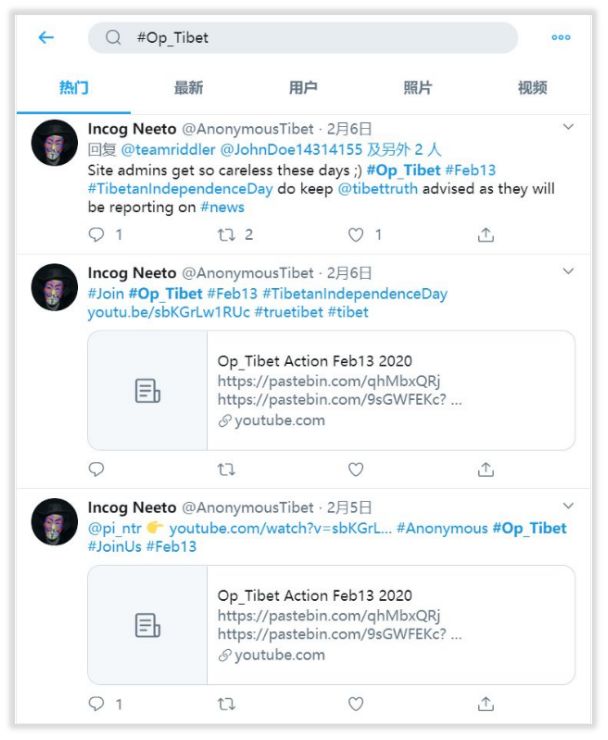 #Op_Tibet
热门 最新 用户 照片 视频
Incog Neeto @AnonymousTibet · 2月6日
回复 @teamriddler @JohnDoe14314155 及另外 2 人
Site admins get so careless these days ;) #Op_Tibet #Feb13
#TibetanIndependenceDay do keep @tibettruth advised as they will
be reporting on #news
1 2 1
Incog Neeto @AnonymousTibet · 2月6日
#Join #Op_Tibet #Feb13 #TibetanIndependenceDay
youtu.be/sbKGrLw1RUc #truetibet #tibet
Op_Tibet Action Feb13 2020
https://pastebin.com/qhMbxQRj
https://pastebin.com/9sGWFEKc? ...
youtube.com
Incog Neeto @AnonymousTibet · 2月5日
@pi_ntr 👉 youtube.com/watch?v=sbKGrL... #Anonymous #Op_Tibet
#JoinUs #Feb13
Op_Tibet Action Feb13 2020
https://pastebin.com/qhMbxQRj
https://pastebin.com/9sGWFEKc? ...
youtube.com
1